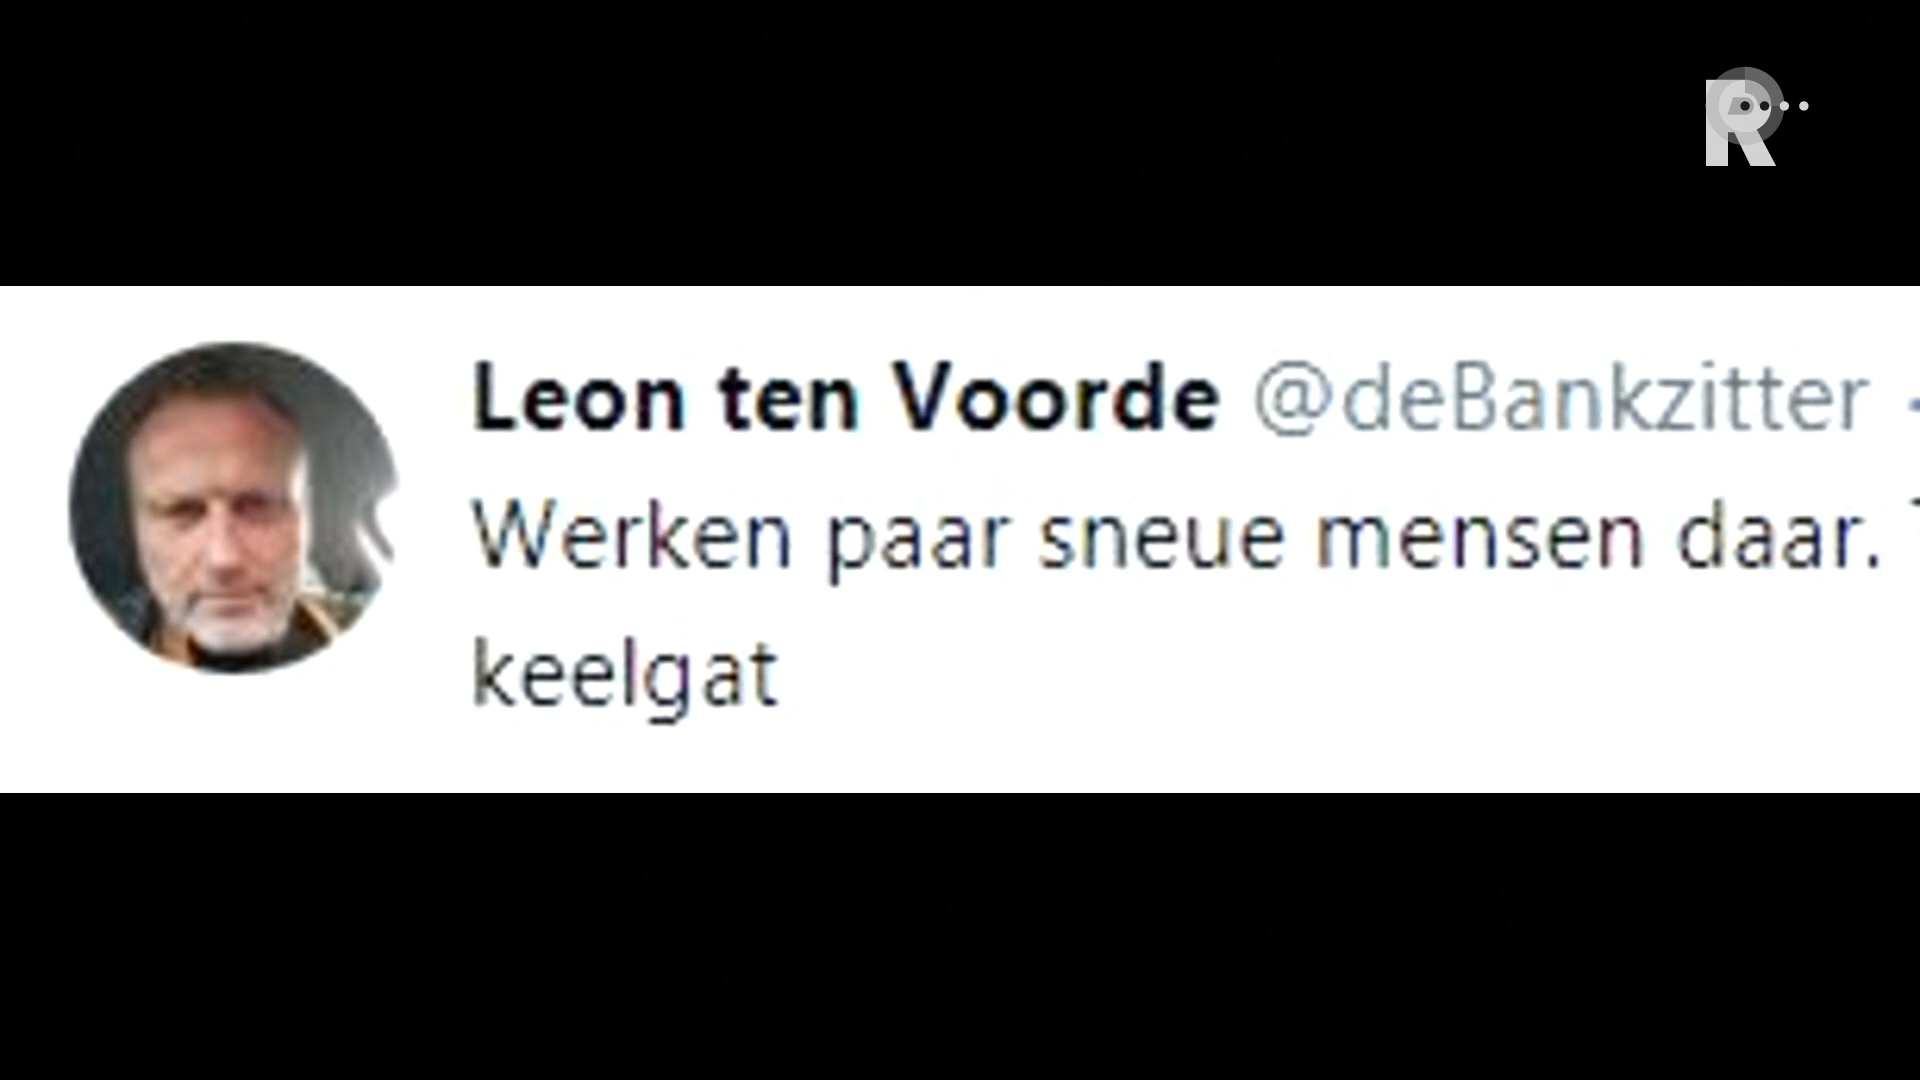 R
Leon ten Voorde @deBankzitter
Werken paar sneue mensen daar.
keelgat